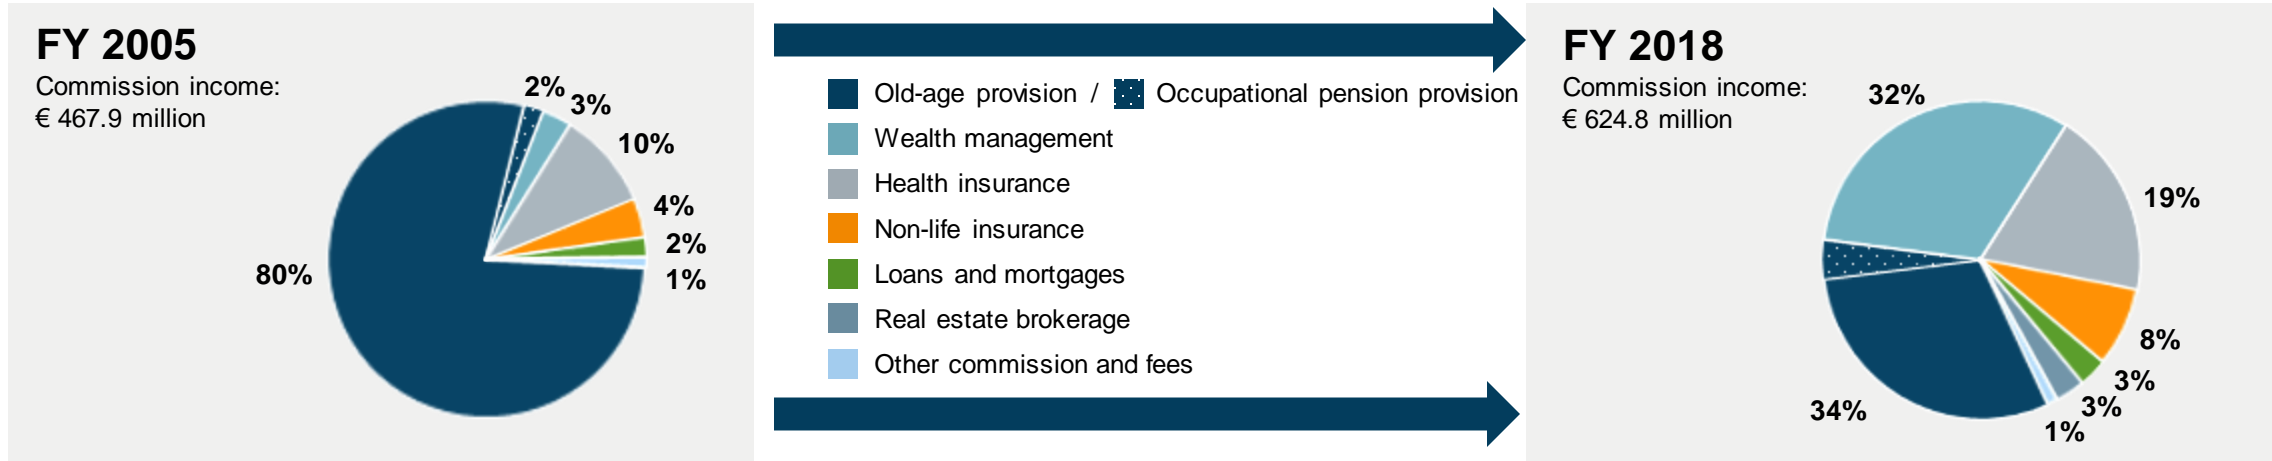 FY 2005
Commission income:
€ 467.9 million
2%
3%
10%
4%
2%
1%
80%
Old-age provision / Occupational pension provision
Wealth management
Health insurance
Non-life insurance
Loans and mortgages
Real estate brokerage
Other commission and fees
FY 2018
Commission income:
€ 624.8 million
32%
19%
8%
3%
3%
1%
34%